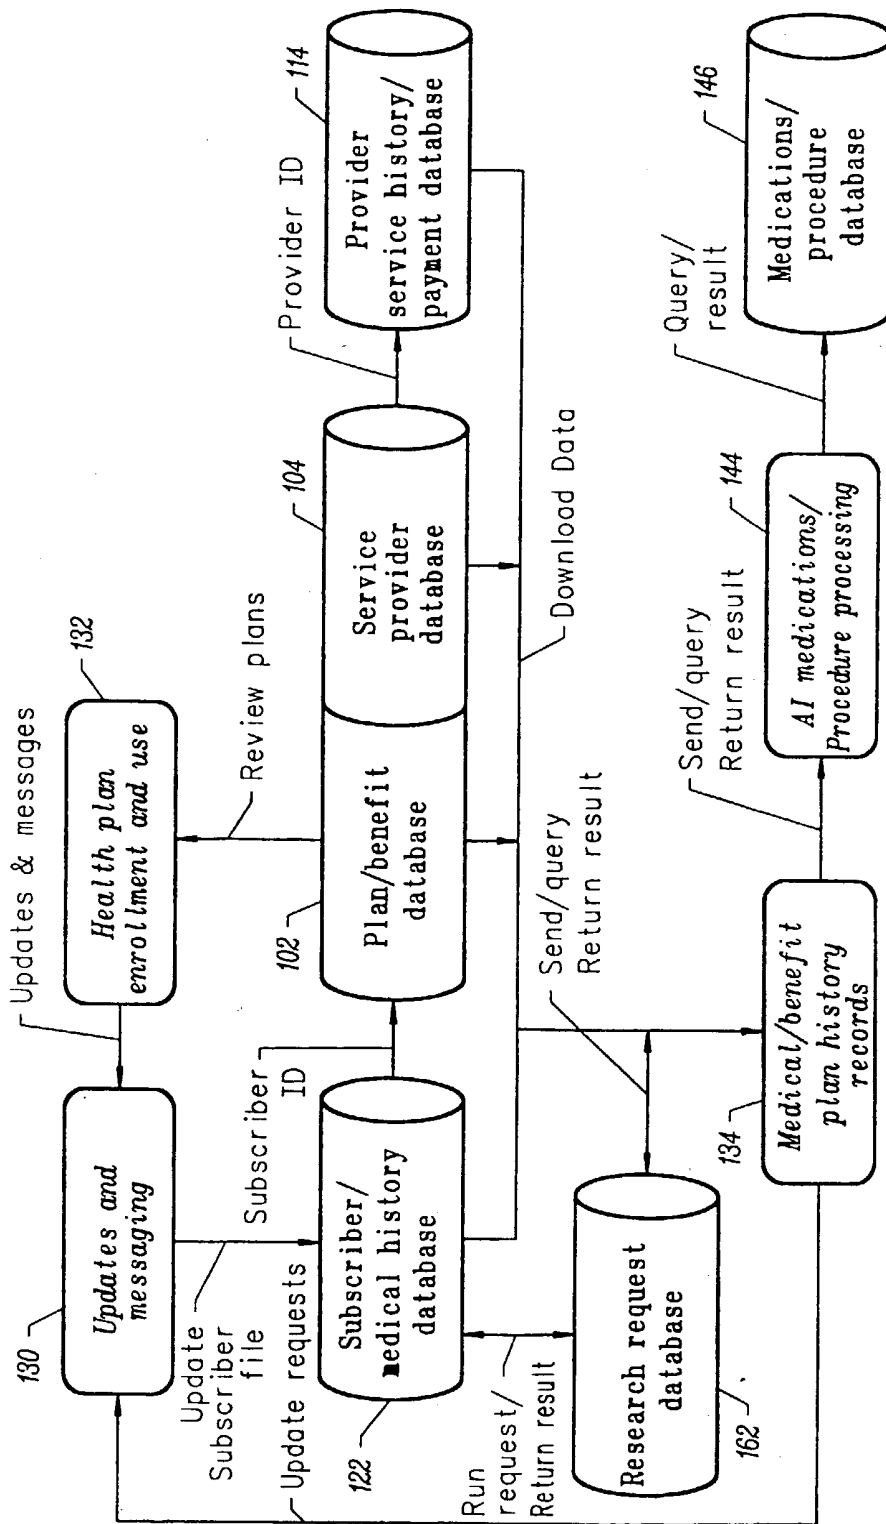 130
Updates and
messaging
Updates & messages
132
Health plan
enrollment and use
Update
Subscriber
file
Update requests
Subscriber
ID
Review plans
122
Subscriber/
medical history
database
102
Plan/benefit
database
104
Service
provider
database
Provider ID
114
Provider
service history/
payment database
Run
request/
Return result
Send/query
Return result
Download Data
162
Research request
database
134
Medical/benefit
plan history
records
Send/query
Return result
144
AI medications/
Procedure processing
Query/
result
146
Medications/
procedure
database